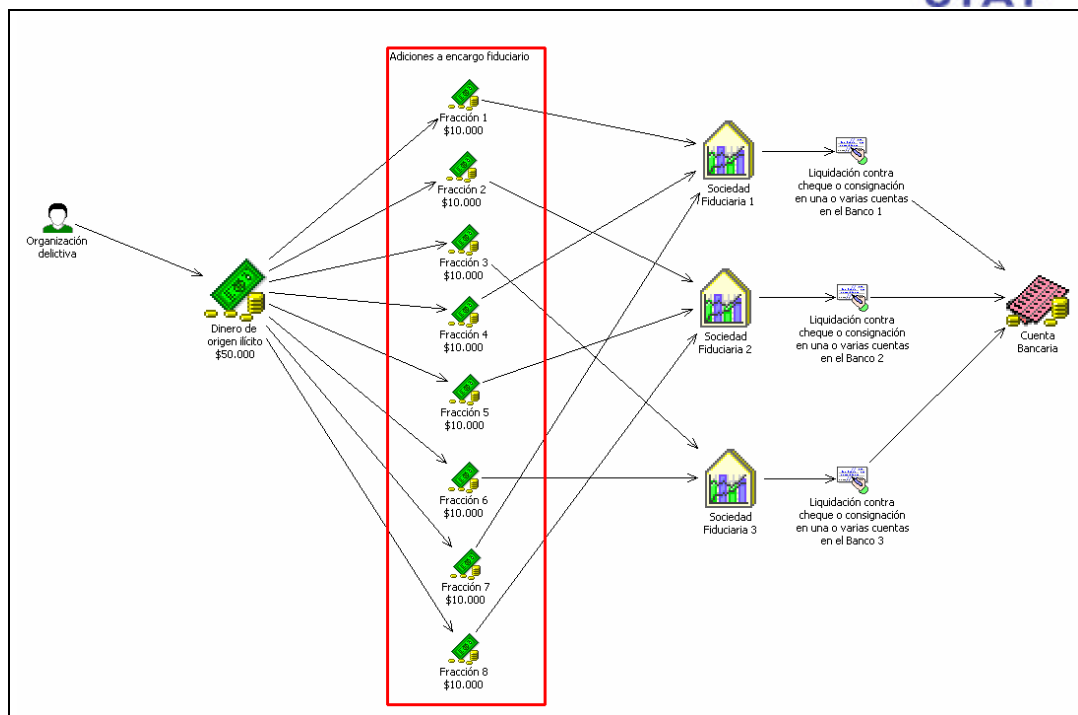 Adiciones a encargo fiduciario
Organización
delictiva
Dinero de
origen ilícito
$50.000
Fracción 1
$10.000
Fracción 2
$10.000
Fracción 3
$10.000
Fracción 4
$10.000
Fracción 5
$10.000
Fracción 6
$10.000
Fracción 7
$10.000
Fracción 8
$10.000
Sociedad
Fiduciaria 1
Sociedad
Fiduciaria 2
Sociedad
Fiduciaria 3
Liquidación contra
cheque o consignación
en una o varias cuentas
en el Banco 1
Liquidación contra
cheque o consignación
en una o varias cuentas
en el Banco 2
Liquidación contra
cheque o consignación
en una o varias cuentas
en el Banco 3
Cuenta
Bancaria